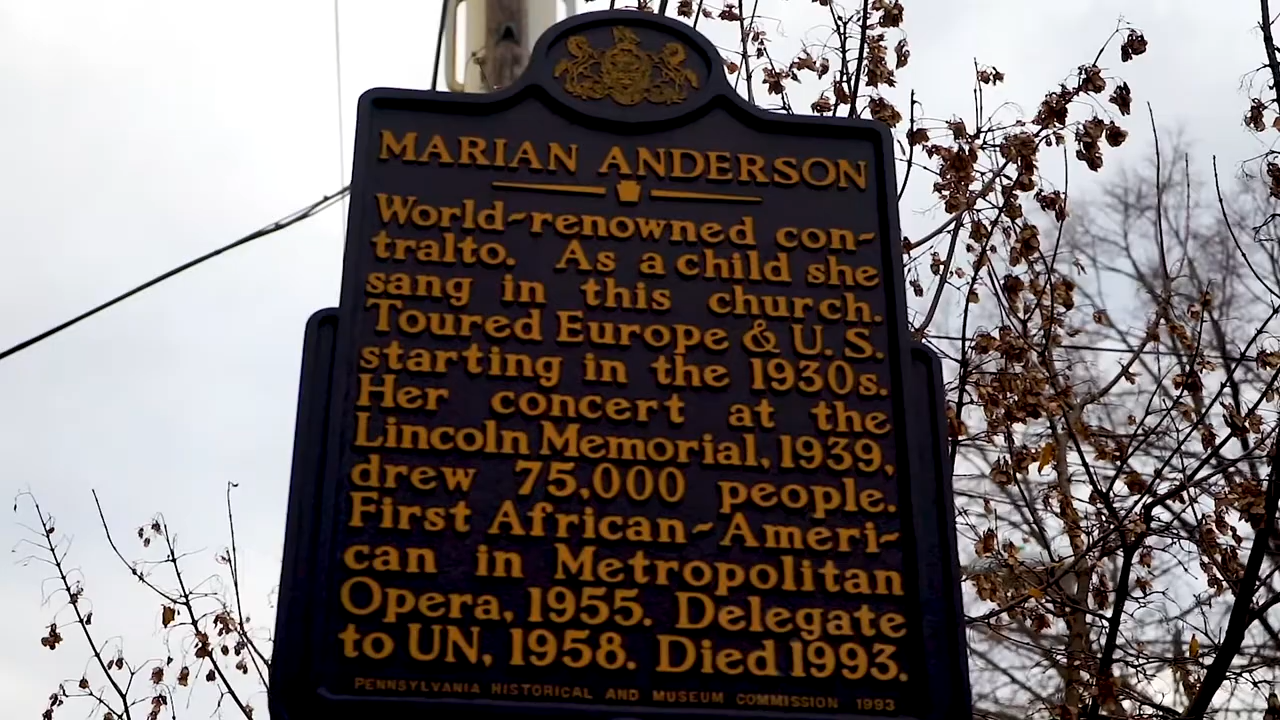 MARIAN ANDERSON
World-renowned con-
tralto. As a child she
sang in this church.
Toured Europe & U.S.
starting in the 1930s.
Her concert at the
Lincoln Memorial, 1939,
drew 75,000 people.
First African-Ameri-
can in Metropolitan
Opera, 1955. Delegate
to UN, 1958. Died 1993.
PENNSYLVANIA HISTORICAL AND MUSEUM COMMISSION 1993